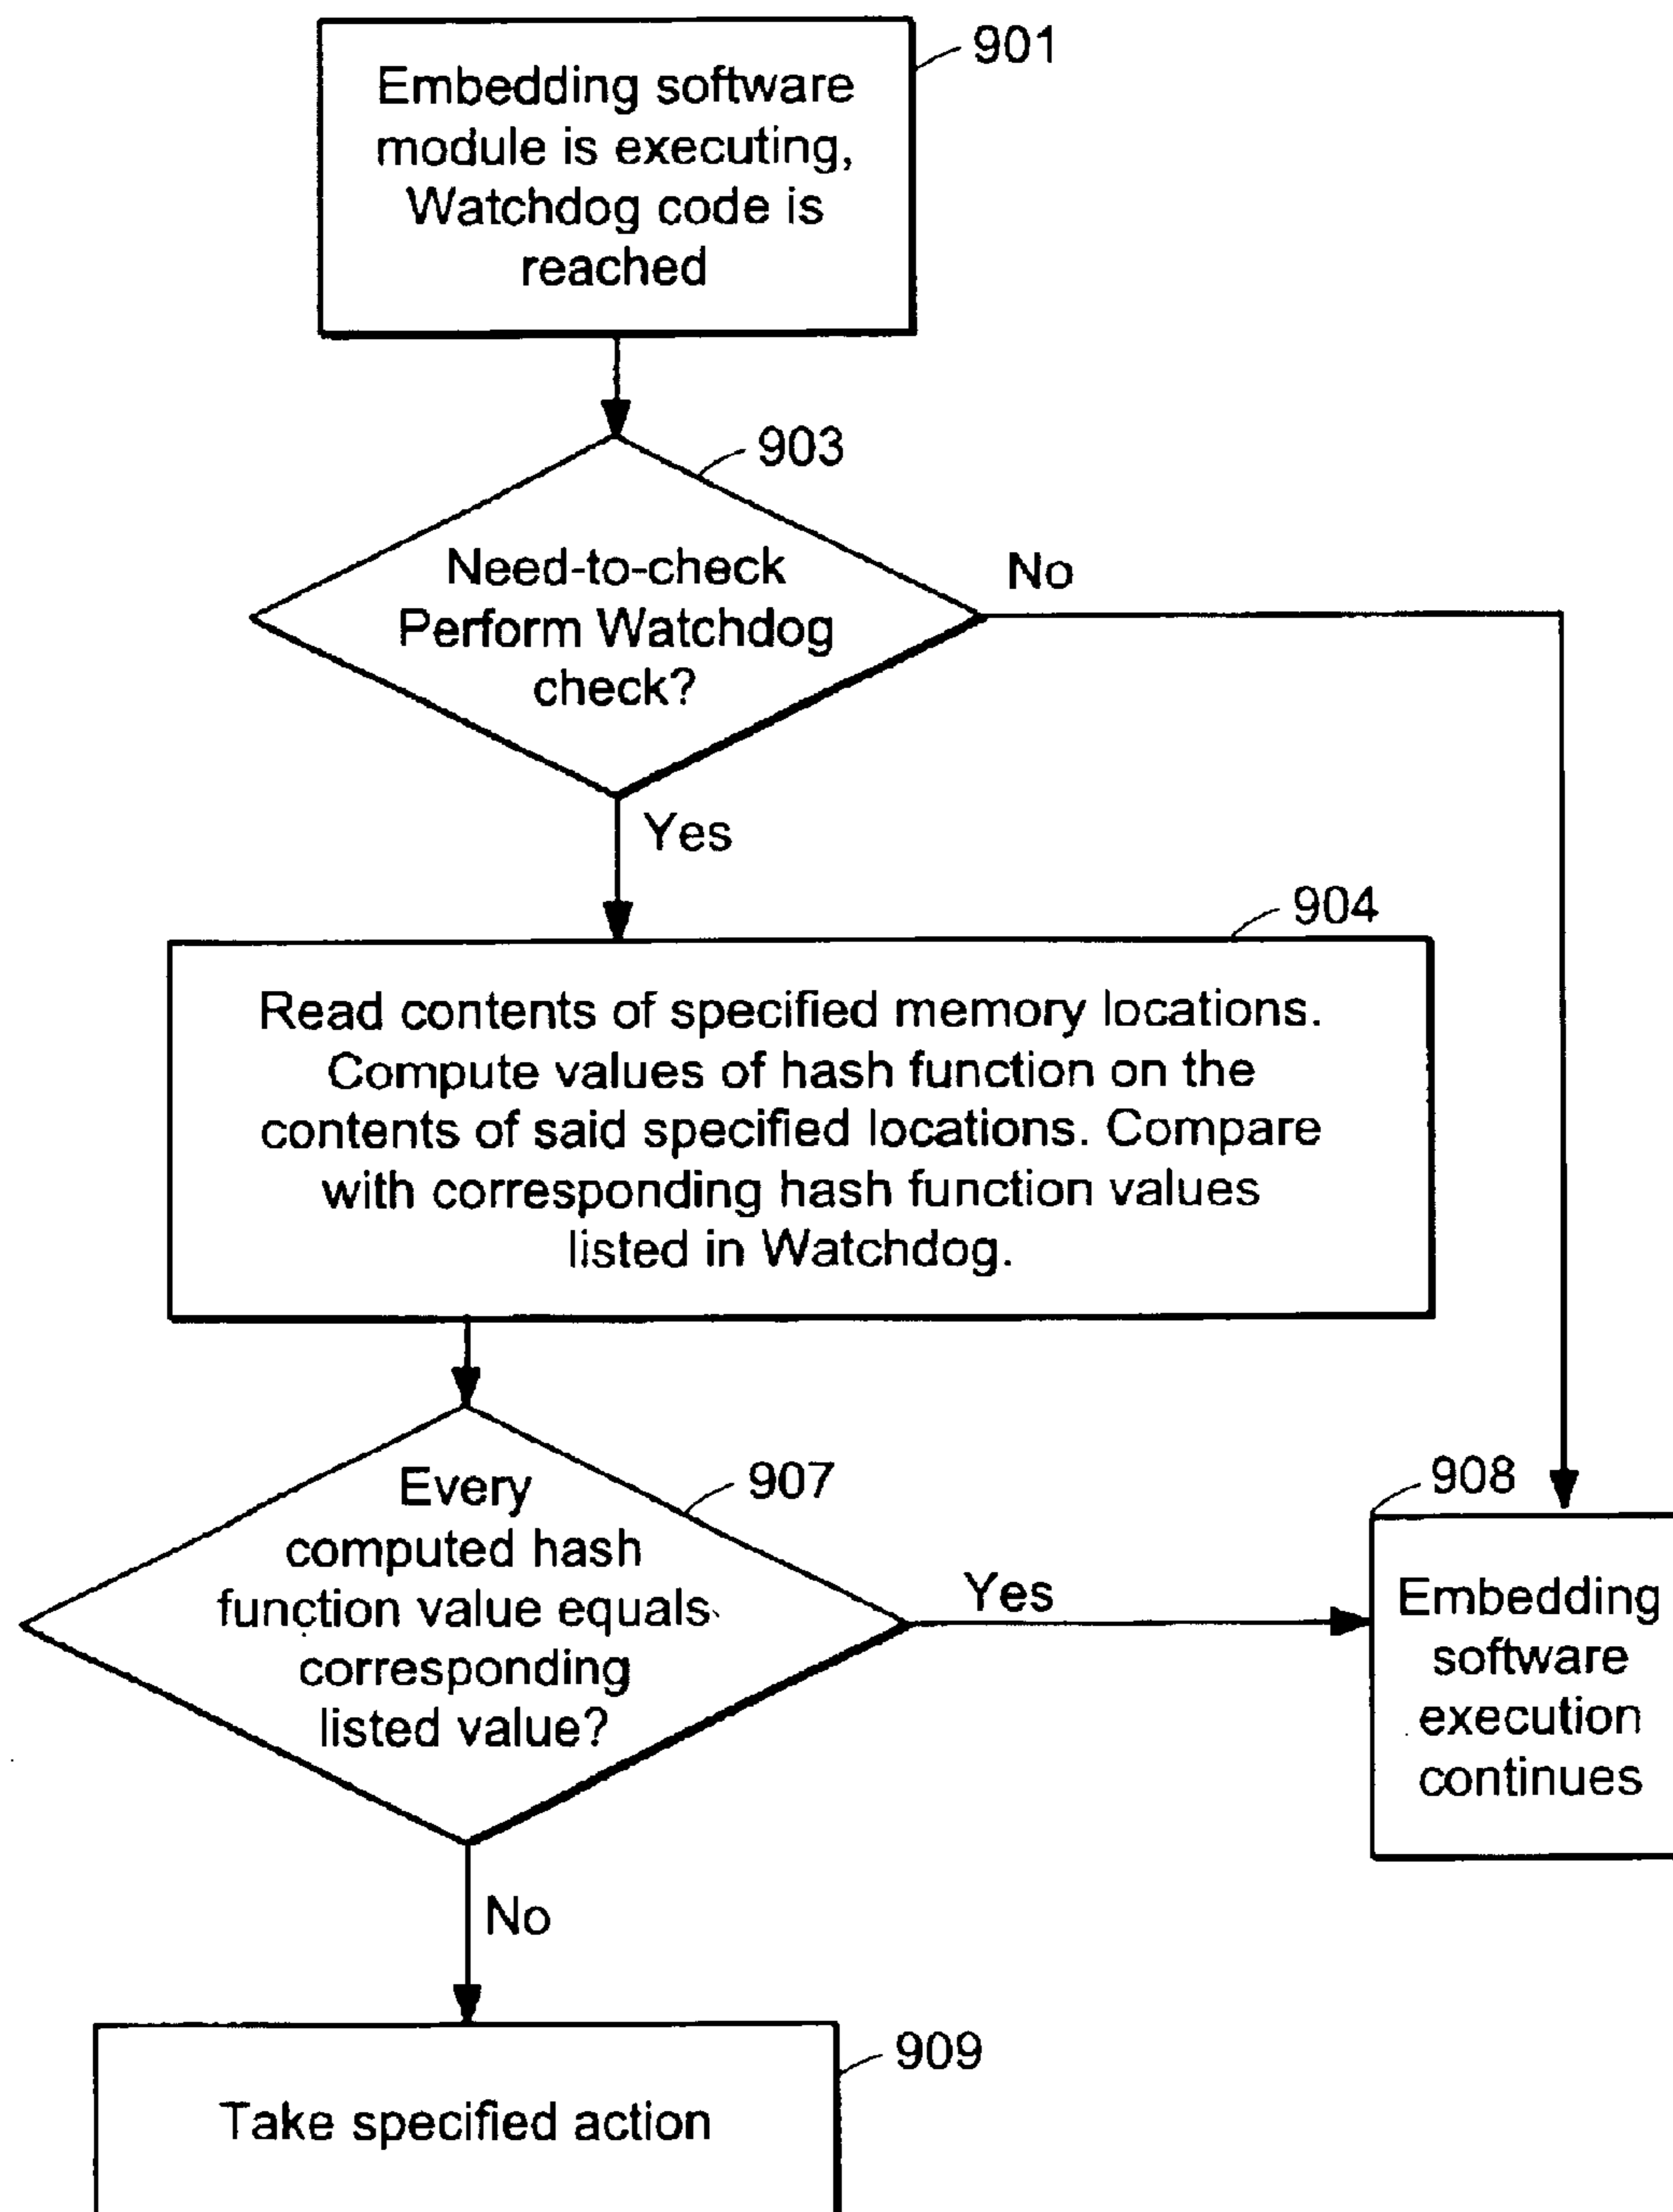 901
Embedding software
module is executing,
Watchdog code is
reached
903
Need-to-check
Perform Watchdog
check?
No
Yes
904
Read contents of specified memory locations.
Compute values of hash function on the
contents of said specified locations. Compare
with corresponding hash function values
listed in Watchdog.
907
Every
computed hash
function value equals
corresponding
listed value?
Yes
908
Embedding
software
execution
continues
No
909
Take specified action